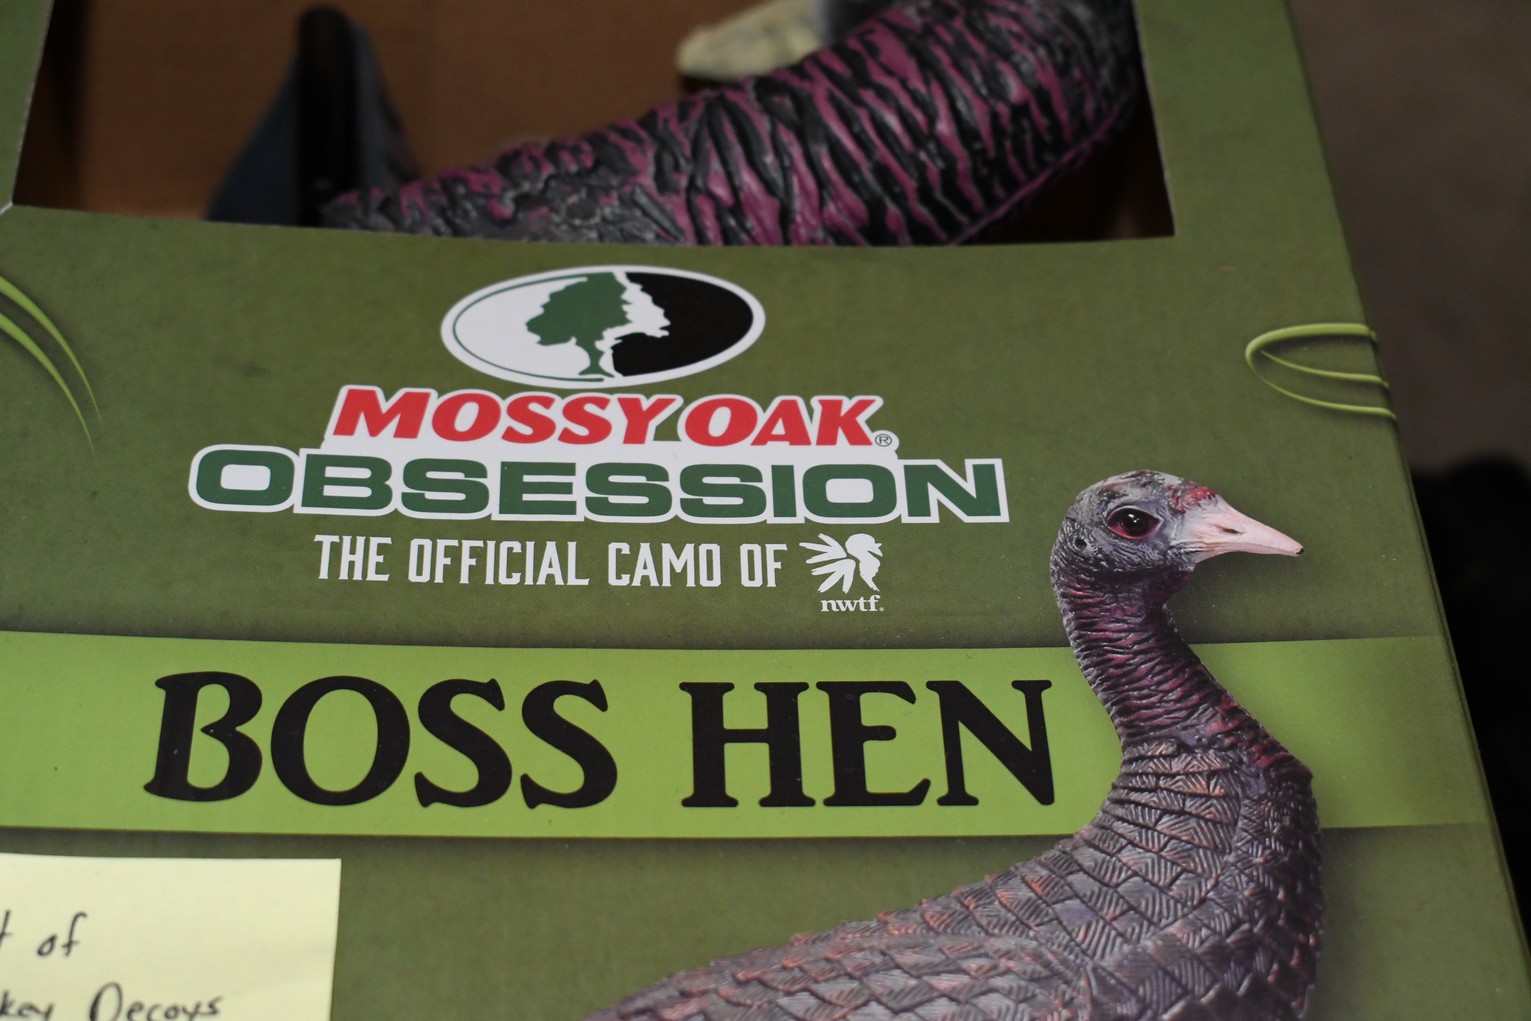 MOSSY OAK®
OBSESSION
THE OFFICIAL CAMO OF
nwtf.
BOSS HEN
of
Decoys